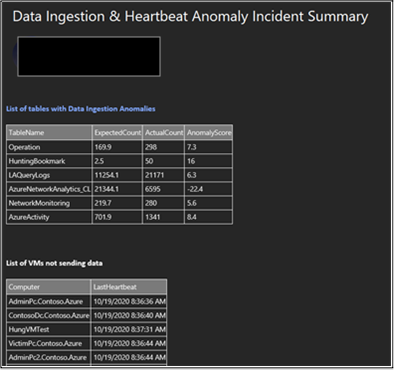 Data Ingestion & Heartbeat Anomaly Incident Summary
List of tables with Data Ingestion Anomalies
TableName ExpectedCount ActualCount AnomalyScore
Operation 169.9 298 7.3
HuntingBookmark 2.5 50 16
LAQueryLogs 11254.1 21171 6.3
AzureNetworkAnalytics_CL 21344.1 6595 -22.4
NetworkMonitoring 219.7 280 5.6
AzureActivity 701.9 1341 8.4
List of VMs not sending data
Computer LastHeartbeat
AdminPc.Contoso.Azure 10/19/2020 8:36:36 AM
ContosoDc.Contoso.Azure 10/19/2020 8:36:40 AM
HungVMTest 10/19/2020 8:37:31 AM
VictimPc.Contoso.Azure 10/19/2020 8:36:44 AM
AdminPc2.Contoso.Azure 10/19/2020 8:36:44 AM